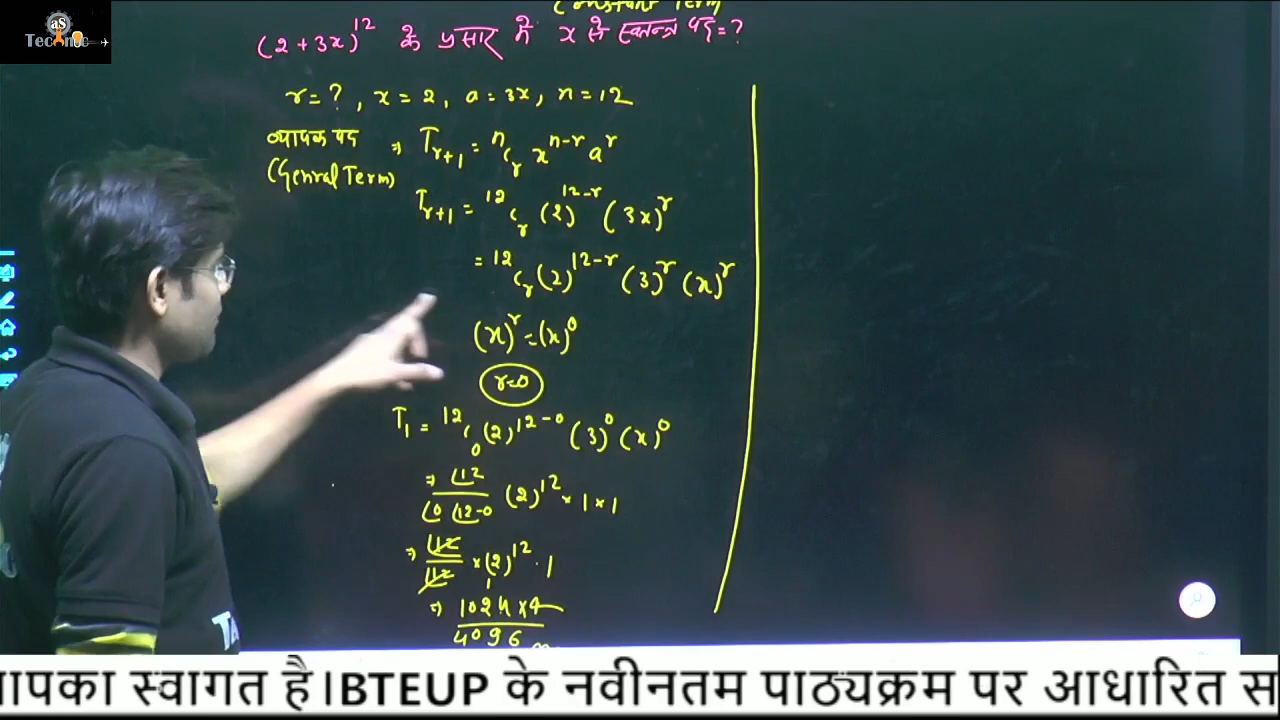 aS
Teconic
Constant Term
(2+3x)¹² के प्रसार में x से स्वतन्त्र पद = ?
r = ?, x = 2, a = 3x, n = 12
व्यापक पद ⇒ Tᵣ₊₁ = ⁿCᵣ xⁿ⁻ʳ aʳ
(Genral Term)
Tᵣ₊₁ = ¹²Cᵣ (2)¹²⁻ʳ (3x)ʳ
= ¹²Cᵣ (2)¹²⁻ʳ (3)ʳ (x)ʳ
(x)ʳ = (x)⁰
r=0
T₁ = ¹²C₀ (2)¹²⁻⁰ (3)⁰ (x)⁰
⇒ |12 / |0 |12-0 (2)¹² × 1 × 1
⇒ |12 / |12 × (2)¹² · 1
⇒ 1024 × 4
4096
आपका स्वागत है।BTEUP के नवीनतम पाठ्यक्रम पर आधारित स